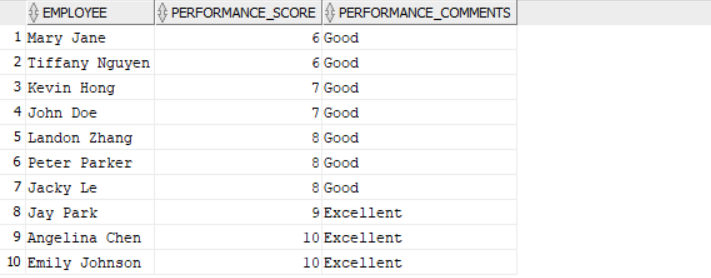 EMPLOYEE PERFORMANCE_SCORE PERFORMANCE_COMMENTS
1 Mary Jane 6 Good
2 Tiffany Nguyen 6 Good
3 Kevin Hong 7 Good
4 John Doe 7 Good
5 Landon Zhang 8 Good
6 Peter Parker 8 Good
7 Jacky Le 8 Good
8 Jay Park 9 Excellent
9 Angelina Chen 10 Excellent
10 Emily Johnson 10 Excellent